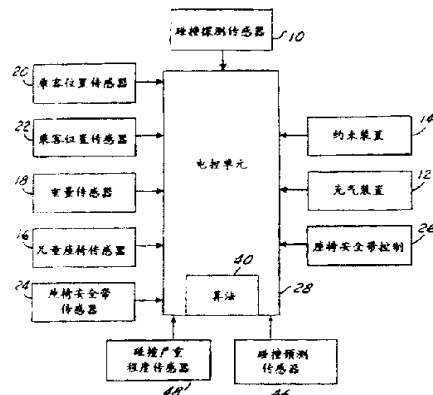 碰撞探测传感器
10
20
乘客位置传感器
22
乘客位置传感器
18
重量传感器
16
儿童座椅传感器
24
座椅安全带
传感器
电控单元
40
算法
约束装置
14
充气装置
12
座椅安全带控制
26
28
碰撞严重
程度传感器
48
碰撞预测
传感器
46